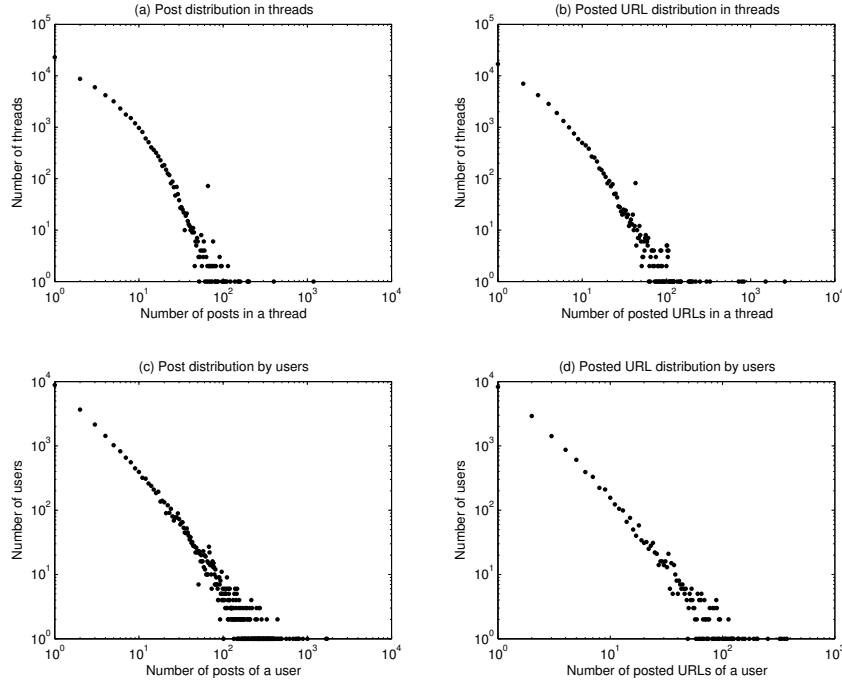 (a) Post distribution in threads
10^5
10^4
10^3
10^2
10^1
10^0
Number of threads
10^0 10^1 10^2 10^3 10^4
Number of posts in a thread
(b) Posted URL distribution in threads
10^5
10^4
10^3
10^2
10^1
10^0
Number of threads
10^0 10^1 10^2 10^3 10^4
Number of posted URLs in a thread
(c) Post distribution by users
10^4
10^3
10^2
10^1
10^0
Number of users
10^0 10^1 10^2 10^3 10^4
Number of posts of a user
(d) Posted URL distribution by users
10^4
10^3
10^2
10^1
10^0
Number of users
10^0 10^1 10^2 10^3
Number of posted URLs of a user